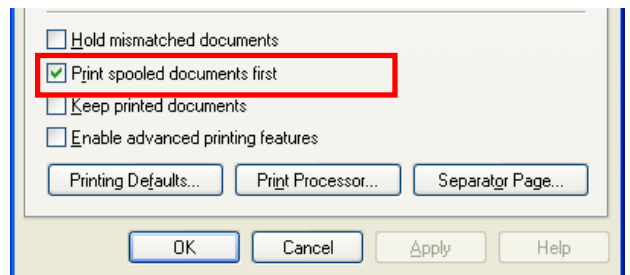 Hold mismatched documents
Print spooled documents first
Keep printed documents
Enable advanced printing features
Printing Defaults... Print Processor... Separator Page...
OK Cancel Apply Help